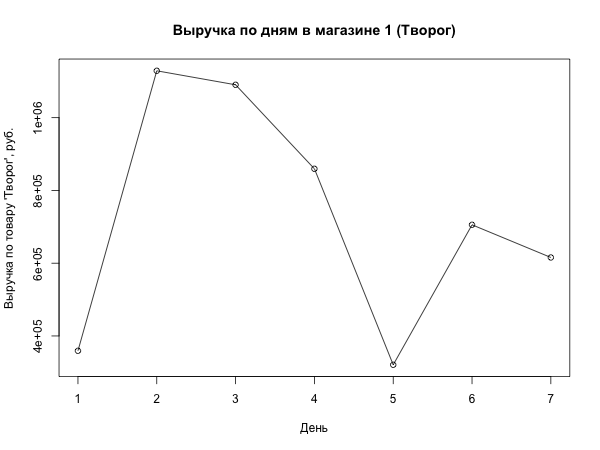 Выручка по дням в магазине 1 (Творог)
Выручка по товару 'Творог', руб.
1e+06
8e+05
6e+05
4e+05
1 2 3 4 5 6 7
День